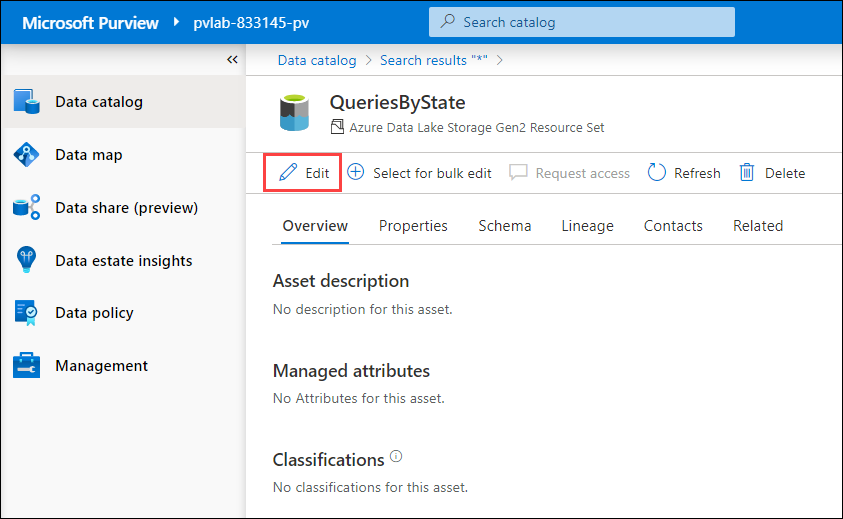 Microsoft Purview
pvlab-833145-pv
Search catalog
«
Data catalog
Data map
Data share (preview)
Data estate insights
Data policy
Management
Data catalog > Search results "*" >
QueriesByState
Azure Data Lake Storage Gen2 Resource Set
Edit Select for bulk edit Request access Refresh Delete
Overview Properties Schema Lineage Contacts Related
Asset description
No description for this asset.
Managed attributes
No Attributes for this asset.
Classifications
No classifications for this asset.